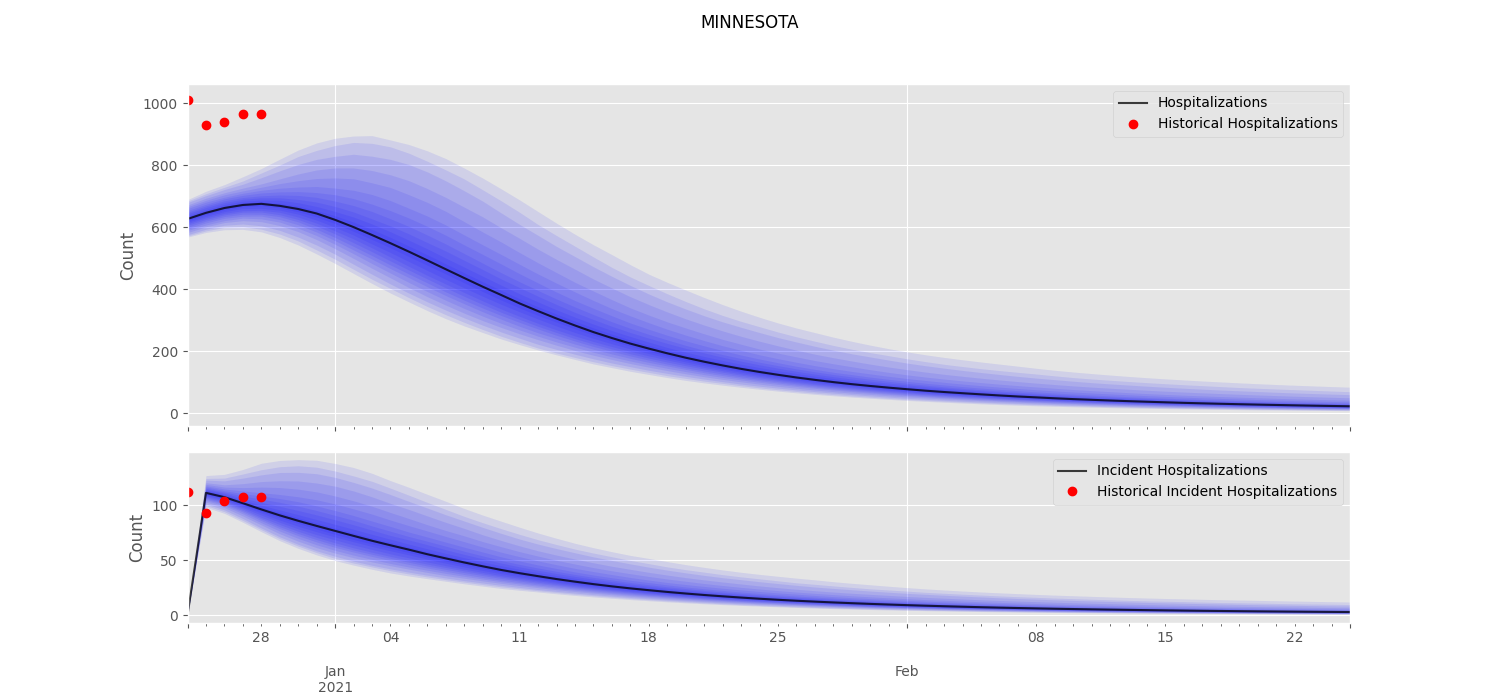 MINNESOTA
1000
800
600
400
200
0
Count
Hospitalizations
Historical Hospitalizations
100
50
0
Count
Incident Hospitalizations
Historical Incident Hospitalizations
28 04 11 18 25 08 15 22
Jan Feb
2021